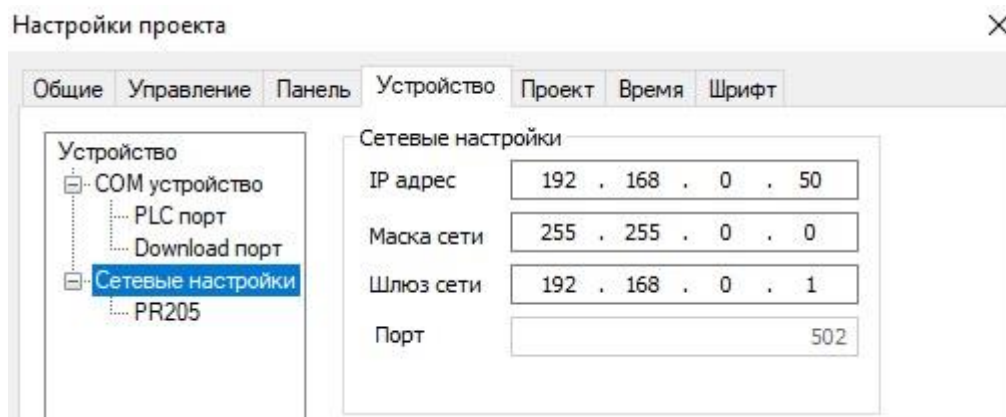 Настройки проекта
Общие Управление Панель Устройство Проект Время Шрифт
Устройство
COM устройство
PLC порт
Download порт
Сетевые настройки
PR205
Сетевые настройки
IP адрес 192 . 168 . 0 . 50
Маска сети 255 . 255 . 0 . 0
Шлюз сети 192 . 168 . 0 . 1
Порт 502